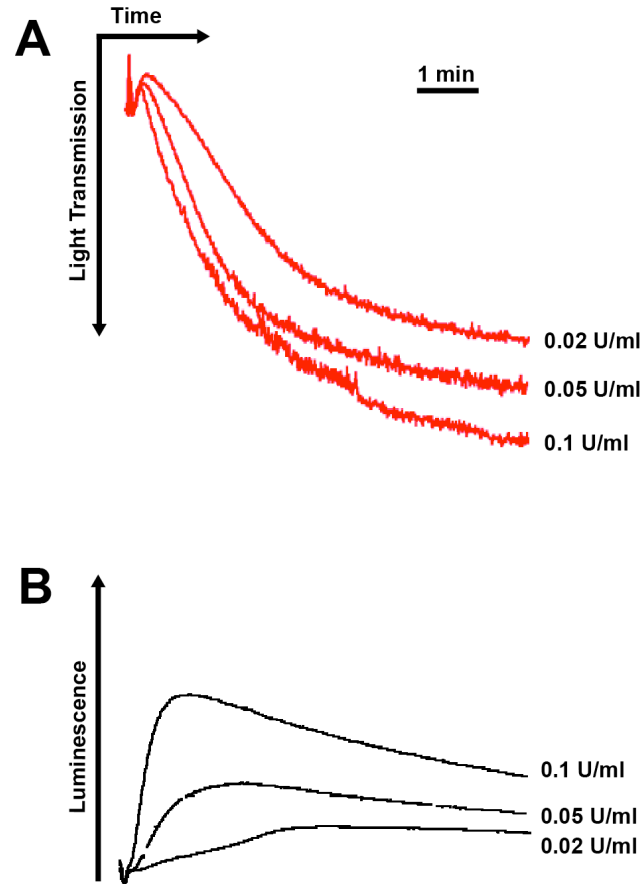 A
Time
1 min
Light Transmission
0.02 U/ml
0.05 U/ml
0.1 U/ml
B
Luminescence
0.1 U/ml
0.05 U/ml
0.02 U/ml